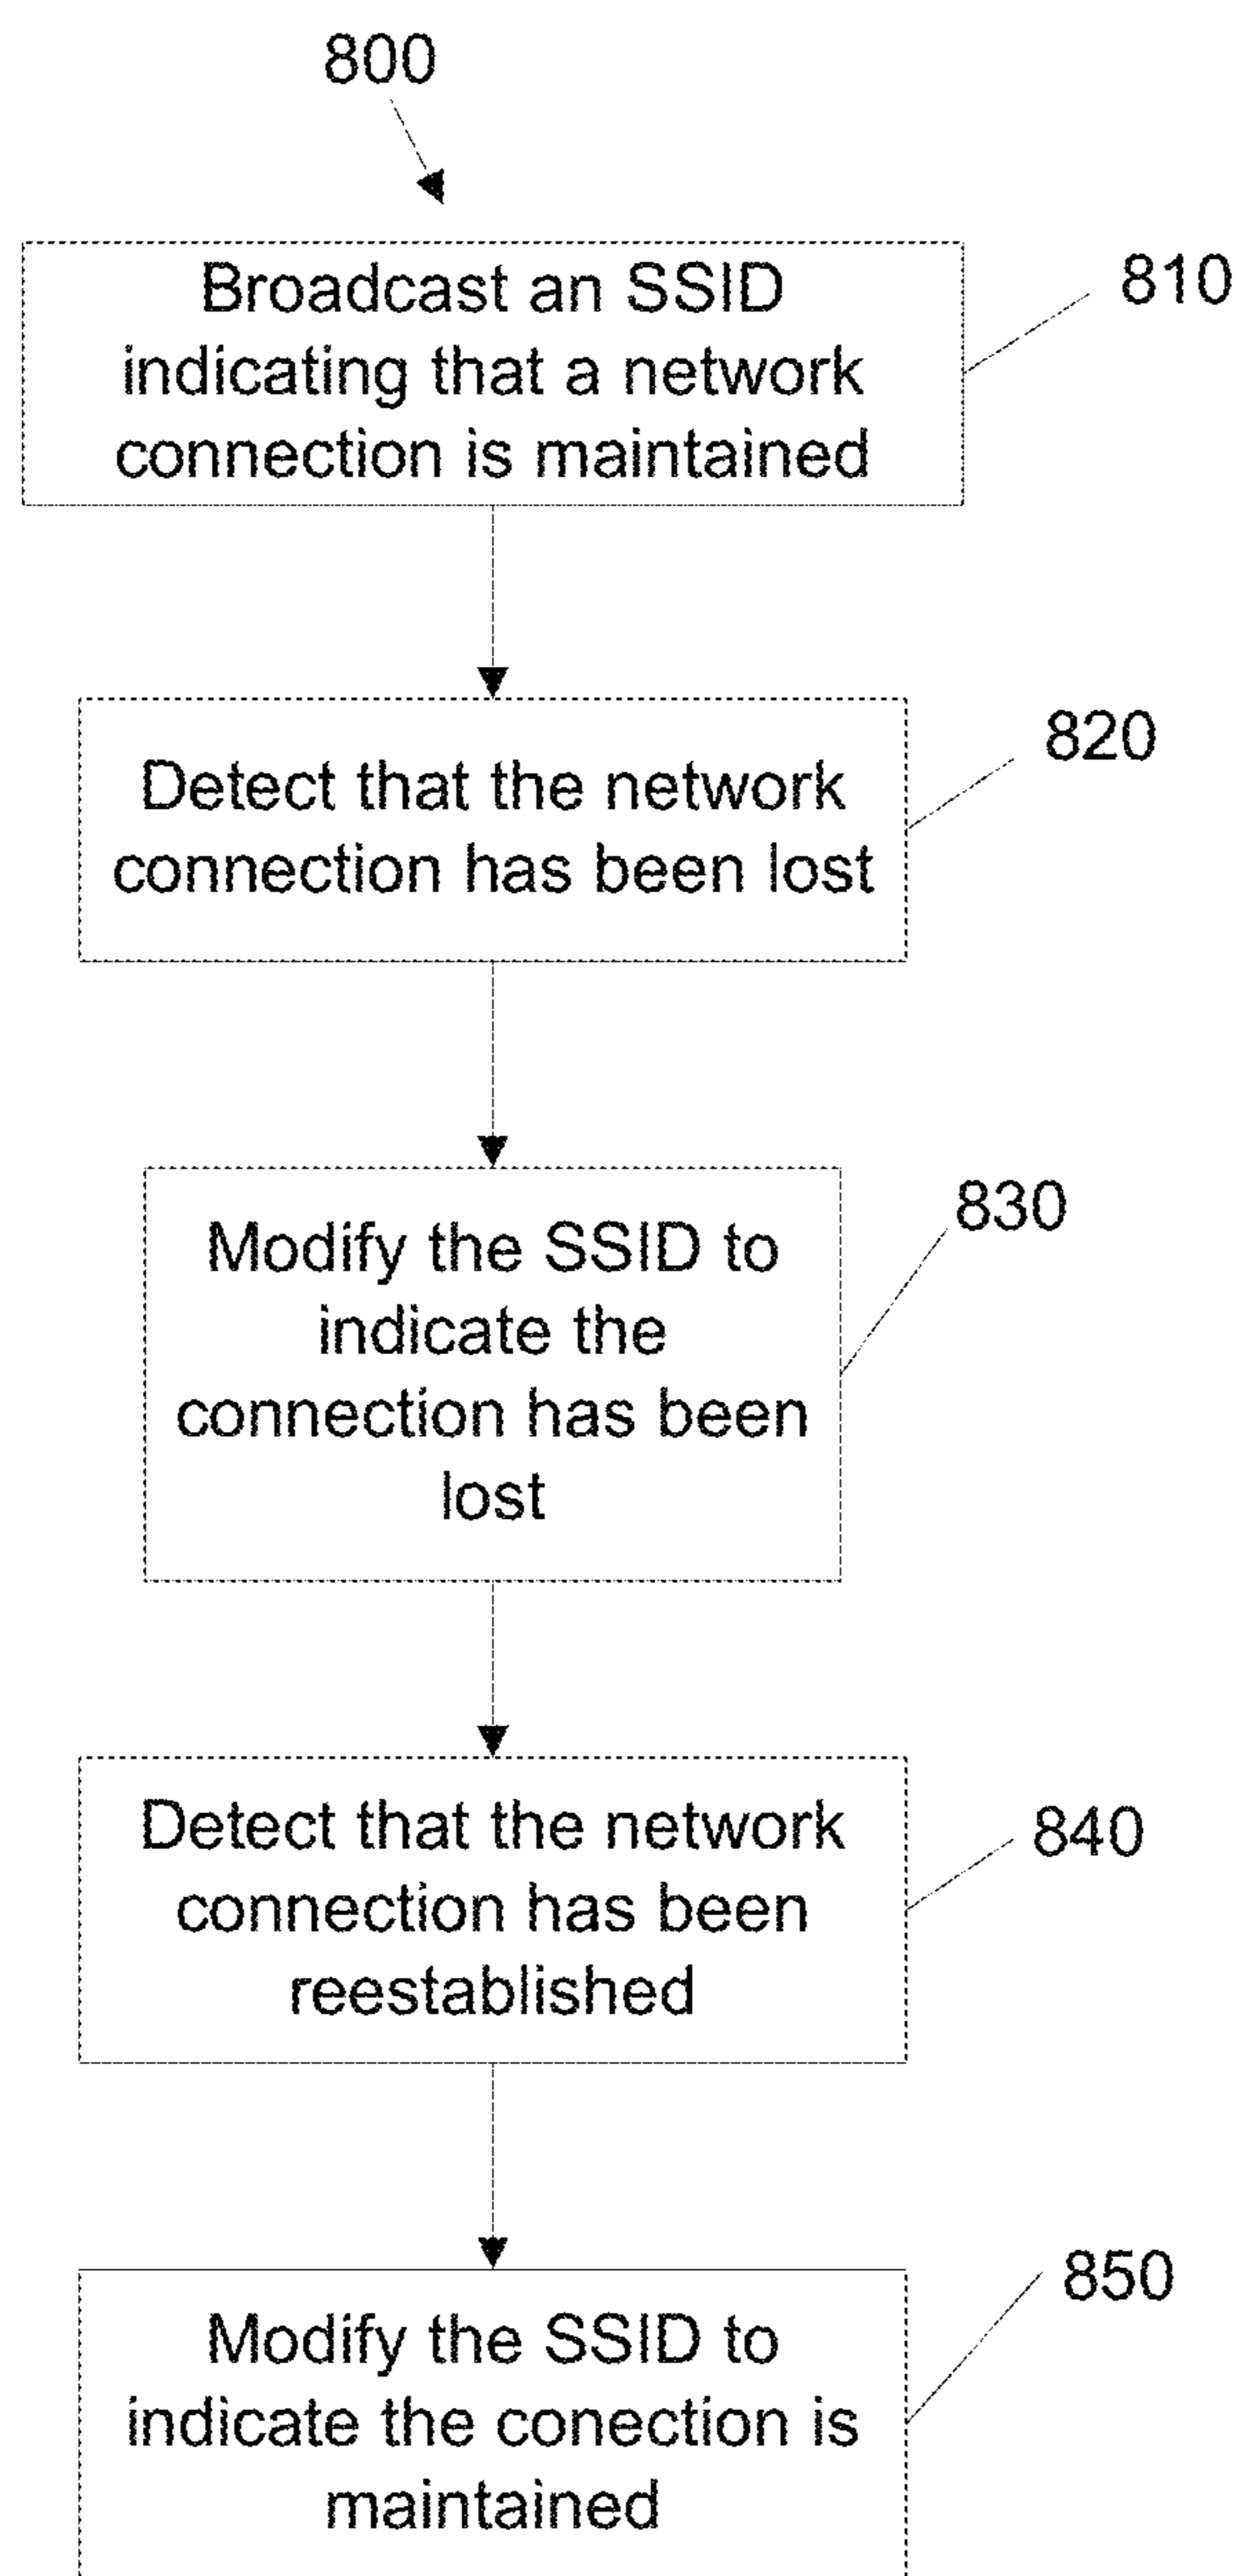 800
Broadcast an SSID
indicating that a network
connection is maintained
810
Detect that the network
connection has been lost
820
Modify the SSID to
indicate the
connection has been
lost
830
Detect that the network
connection has been
reestablished
840
Modify the SSID to
indicate the conection is
maintained
850